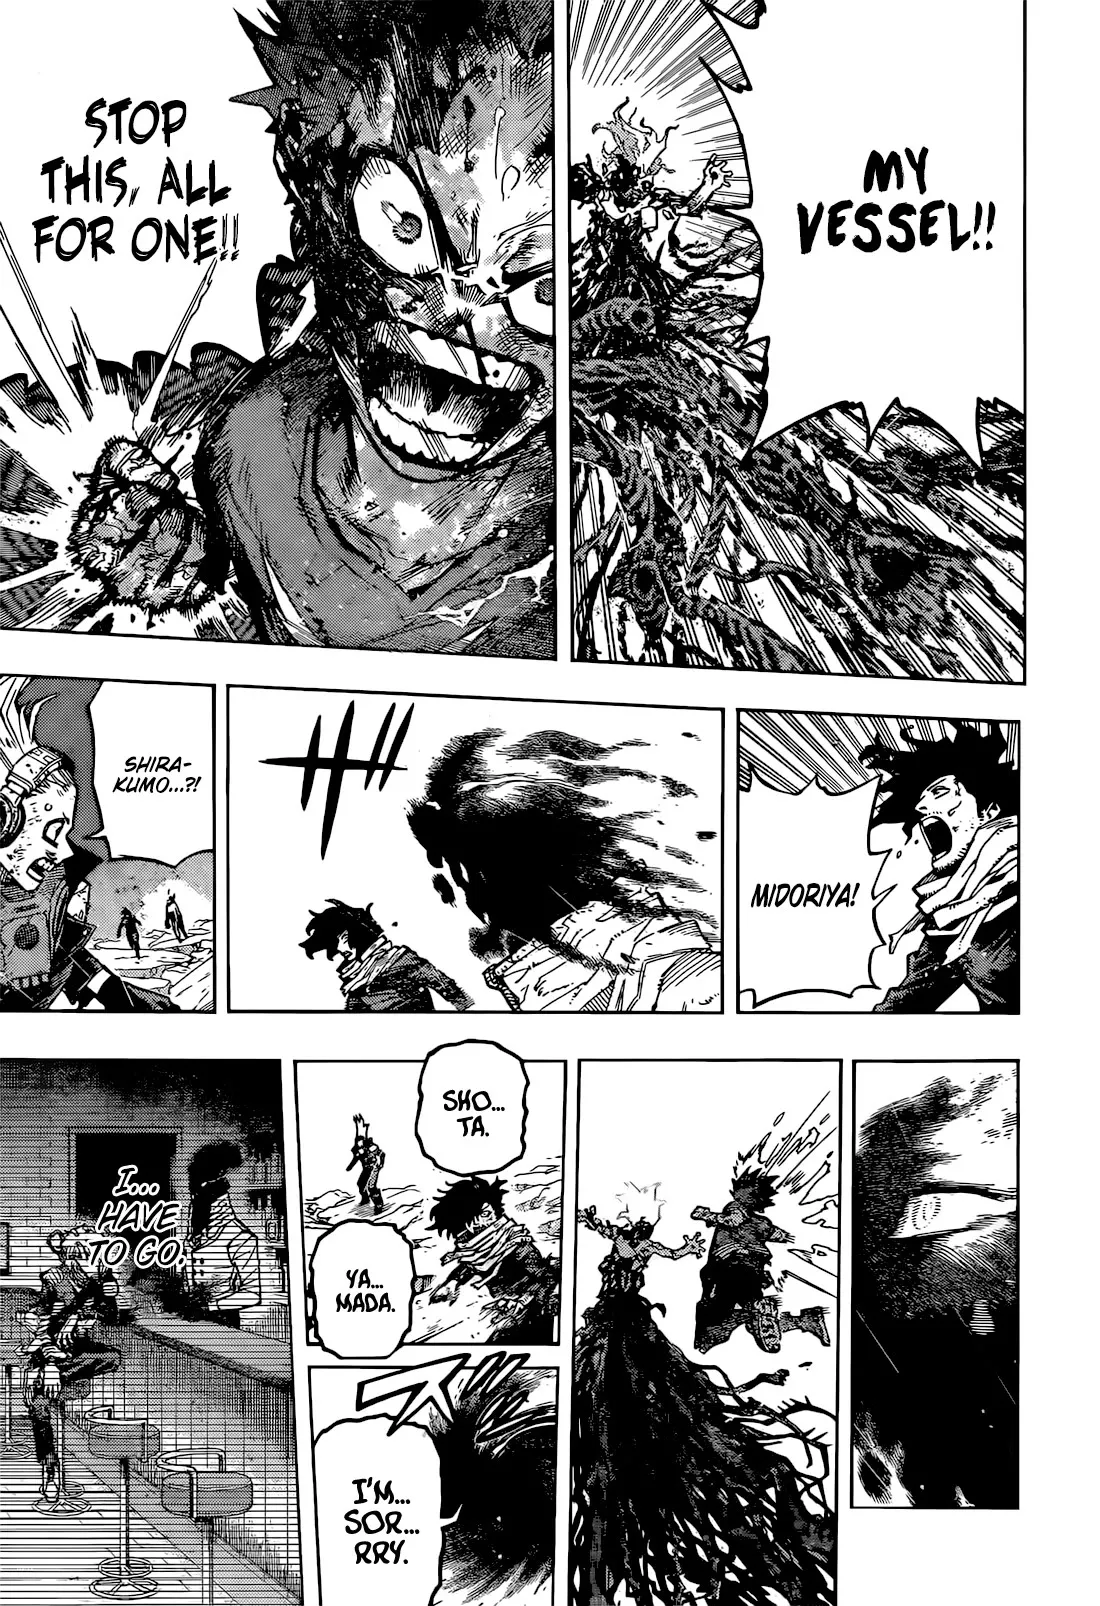 MY
VESSEL!!
STOP
THIS, ALL
FOR ONE!!
MIDORIYA!
SHIRA-
KUMO...?!
SHO...
TA.
YA...
MADA.
I'M...
SOR...
RRY.
I...
HAVE
TO GO.